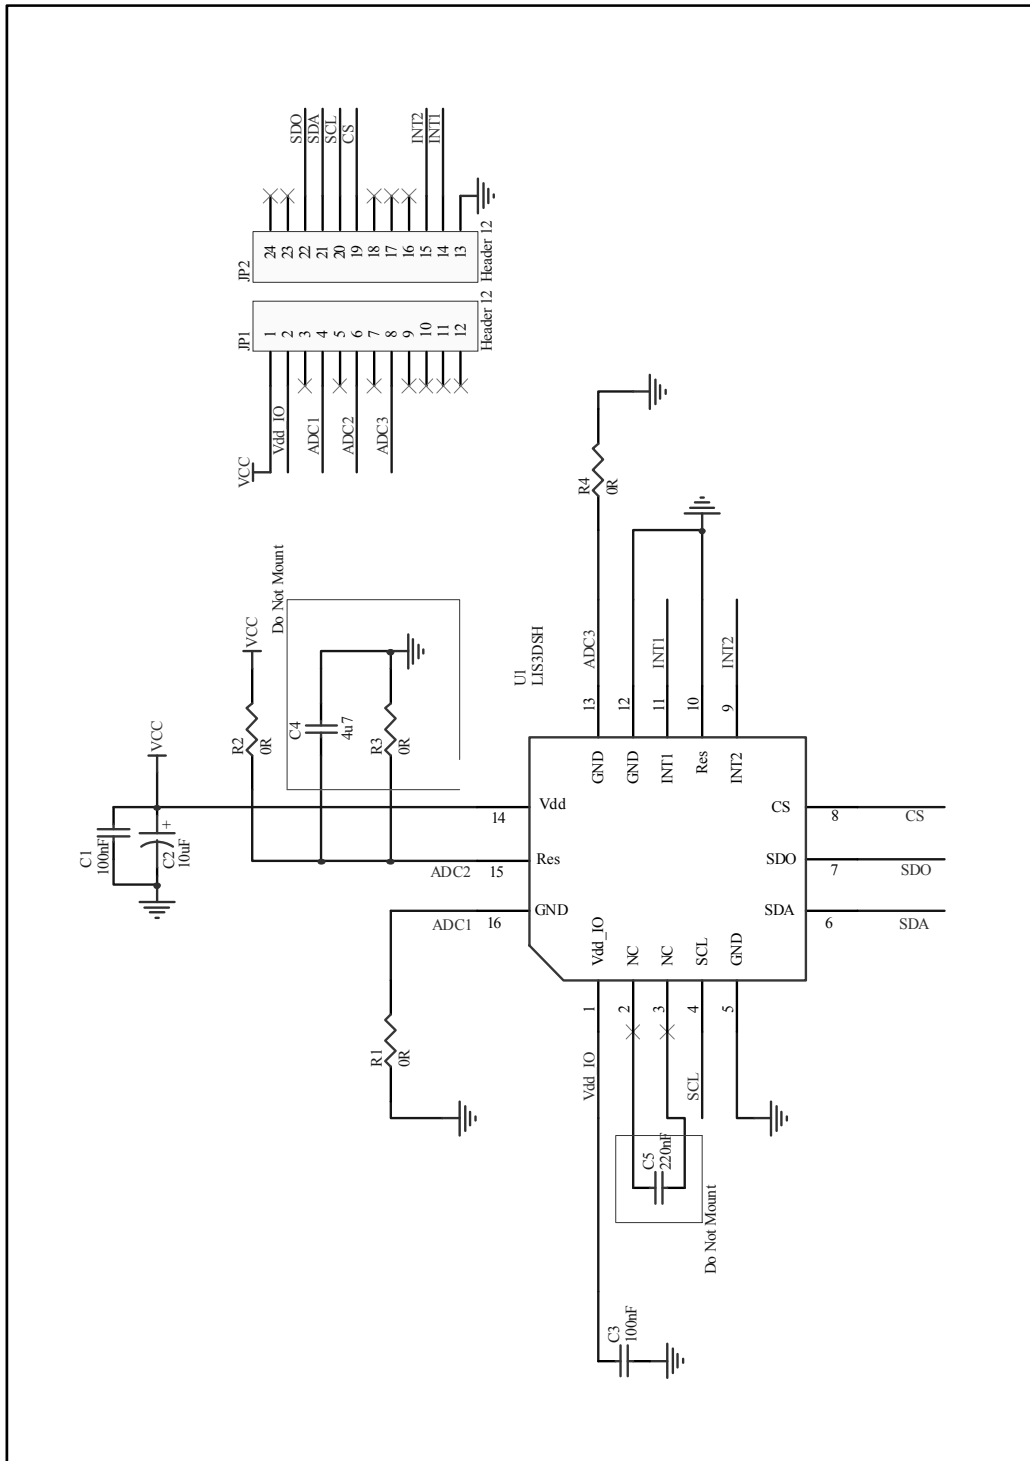 SDO
SDA
SCL
CS
INT2
INT1
JP2
24
23
22
21
20
19
18
17
16
15
14
13
Header 12
JP1
1
2
3
4
5
6
7
8
9
10
11
12
Header 12
VCC
Vdd_IO
ADC1
ADC2
ADC3
R4
0R
Do Not Mount
VCC
R2
0R
C4
4u7
R3
0R
VCC
C1
100nF
C2
10uF
+
U1
LIS3DSH
ADC3
INT1
INT2
13
12
11
10
9
GND
GND
INT1
Res
INT2
14
Vdd
ADC2
15
Res
ADC1
16
GND
CS
8
CS
SDO
7
SDO
SDA
6
SDA
Vdd_IO
NC
NC
SCL
GND
1
2
3
4
5
R1
0R
Vdd_IO
SCL
C5
220nF
Do Not Mount
C3
100nF